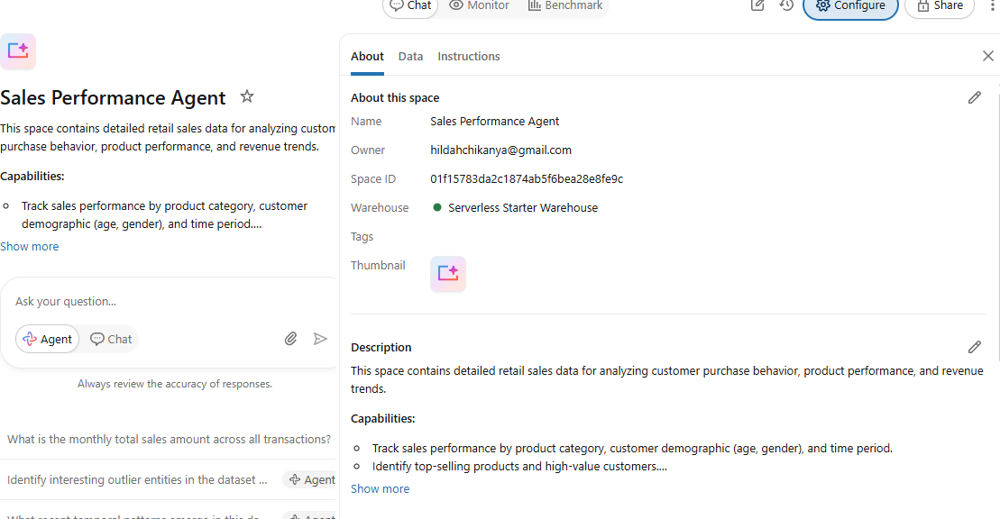 Chat
Monitor
Benchmark
Configure
Share
Sales Performance Agent
This space contains detailed retail sales data for analyzing custom
purchase behavior, product performance, and revenue trends.
Capabilities:
Track sales performance by product category, customer
demographic (age, gender), and time period....
Show more
Ask your question...
Agent
Chat
Always review the accuracy of responses.
What is the monthly total sales amount across all transactions?
Identify interesting outlier entities in the dataset ...
Agent
About
Data
Instructions
About this space
Name Sales Performance Agent
Owner hildahchikanya@gmail.com
Space ID 01f15783da2c1874ab5f6bea28e8fe9c
Warehouse Serverless Starter Warehouse
Tags
Thumbnail
Description
This space contains detailed retail sales data for analyzing customer purchase behavior, product performance, and revenue
trends.
Capabilities:
Track sales performance by product category, customer demographic (age, gender), and time period.
Identify top-selling products and high-value customers....
Show more